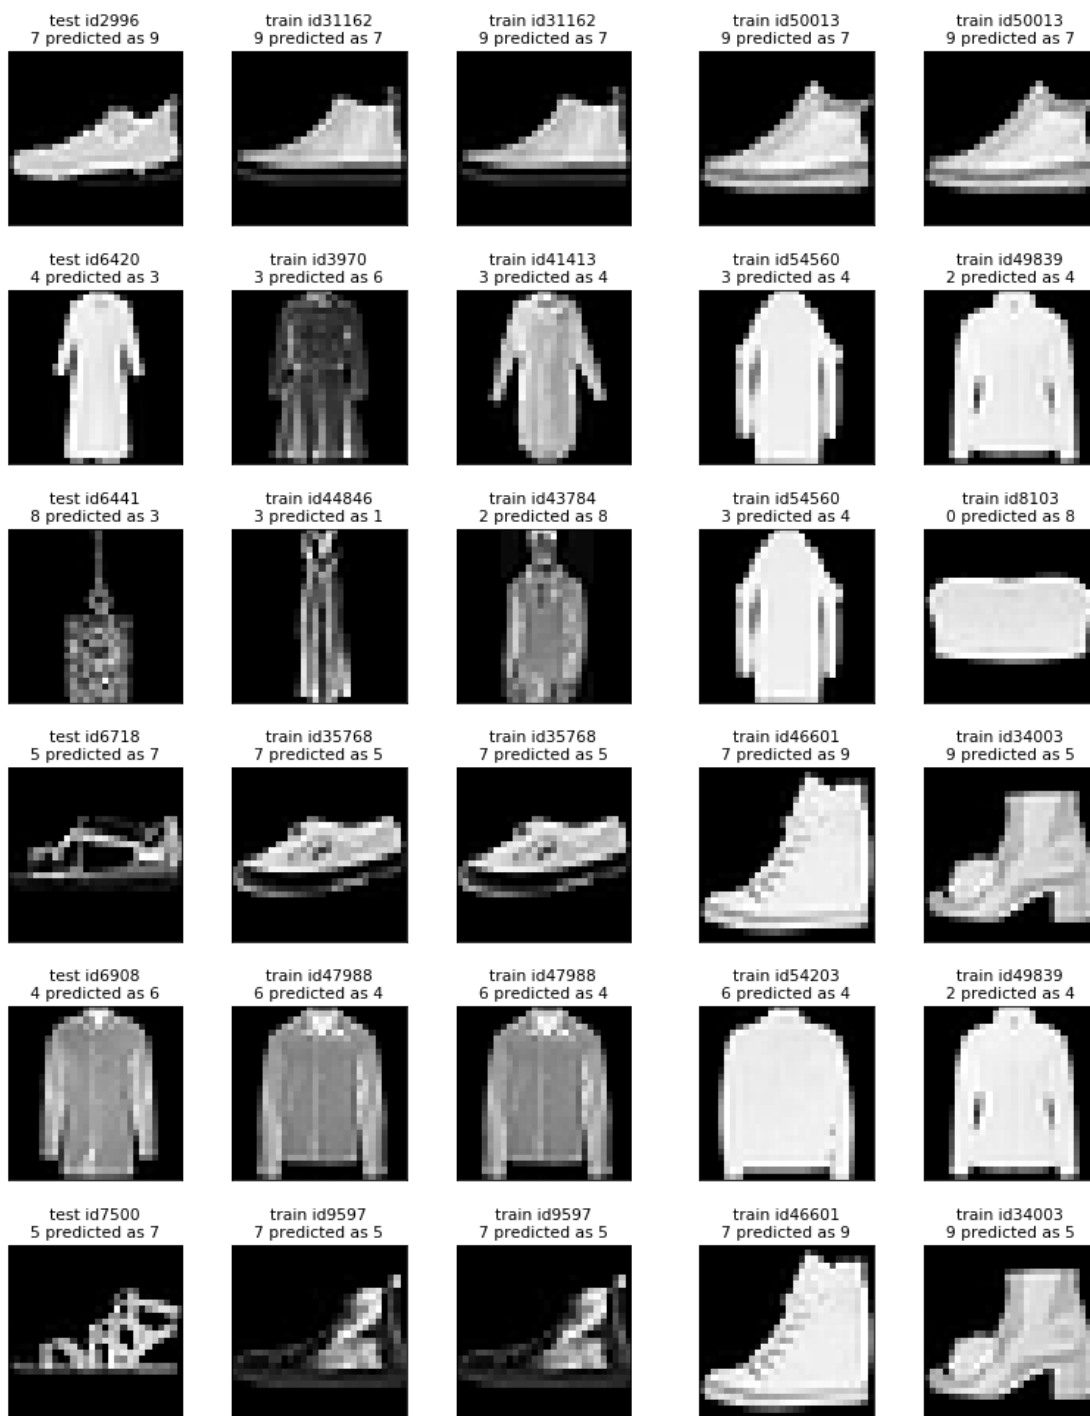 test id2996
7 predicted as 9
train id31162
9 predicted as 7
train id31162
9 predicted as 7
train id50013
9 predicted as 7
train id50013
9 predicted as 7
test id6420
4 predicted as 3
train id3970
3 predicted as 6
train id41413
3 predicted as 4
train id54560
3 predicted as 4
train id49839
2 predicted as 4
test id6441
8 predicted as 3
train id44846
3 predicted as 1
train id43784
2 predicted as 8
train id54560
3 predicted as 4
train id8103
0 predicted as 8
test id6718
5 predicted as 7
train id35768
7 predicted as 5
train id35768
7 predicted as 5
train id46601
7 predicted as 9
train id34003
9 predicted as 5
test id6908
4 predicted as 6
train id47988
6 predicted as 4
train id47988
6 predicted as 4
train id54203
6 predicted as 4
train id49839
2 predicted as 4
test id7500
5 predicted as 7
train id9597
7 predicted as 5
train id9597
7 predicted as 5
train id46601
7 predicted as 9
train id34003
9 predicted as 5